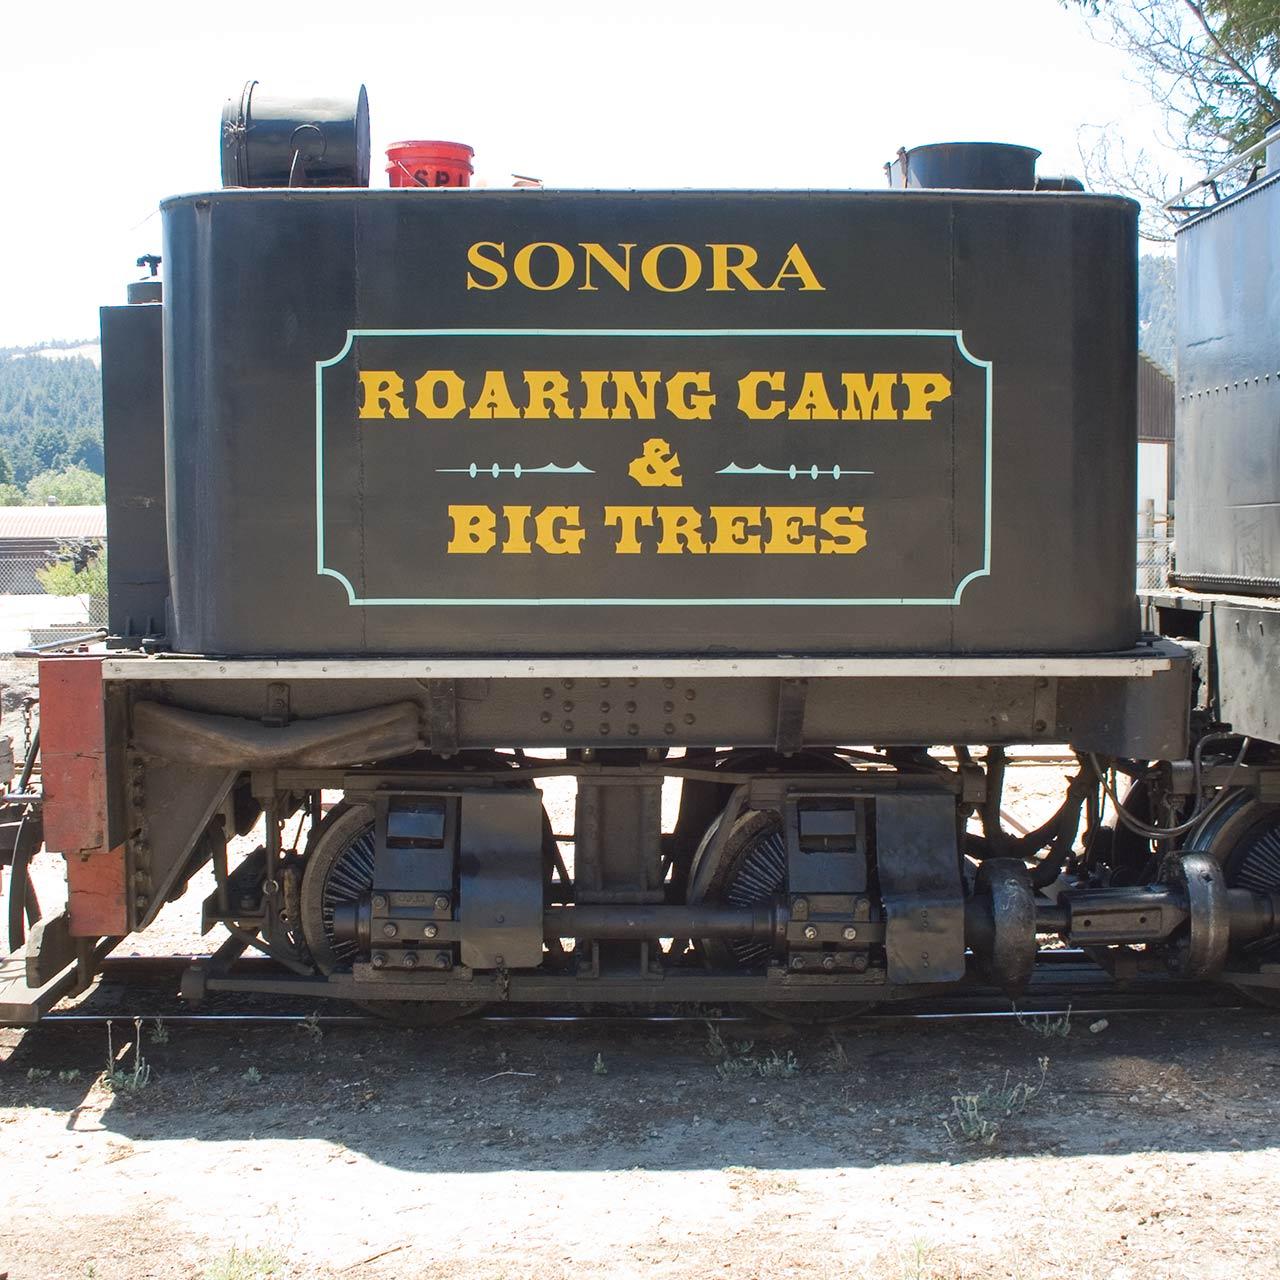 SONORA
ROARING CAMP
&
BIG TREES